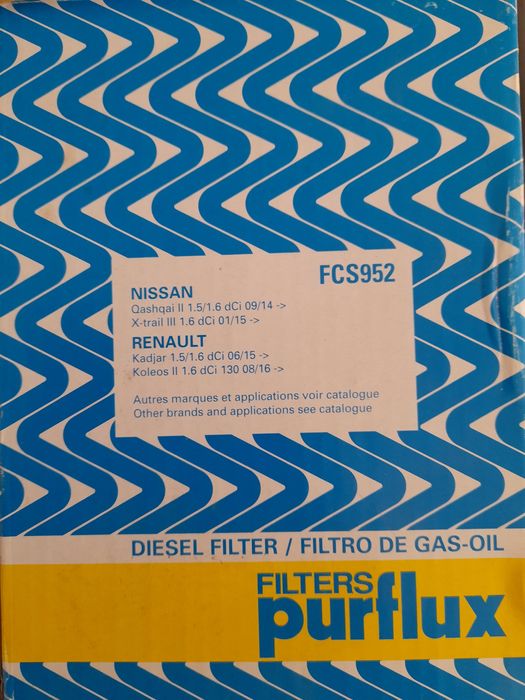 FCS952
NISSAN
Qashqai II 1.5/1.6 dCi 09/14 ->
X-trail III 1.6 dCi 01/15 ->
RENAULT
Kadjar 1.5/1.6 dCi 06/15 ->
Koleos II 1.6 dCi 130 08/16 ->
Autres marques et applications voir catalogue
Other brands and applications see catalogue
DIESEL FILTER / FILTRO DE GAS-OIL
FILTERS
purflux